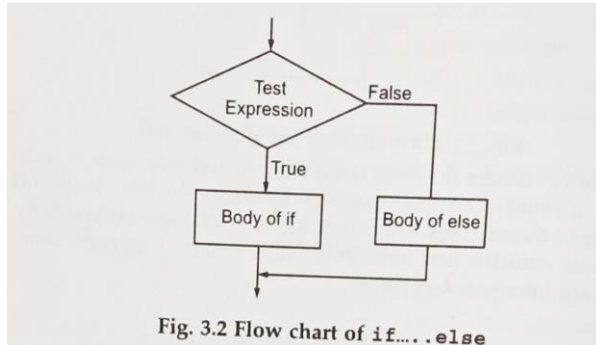 Test
Expression
False
True
Body of if
Body of else
Fig. 3.2 Flow chart of if.....else